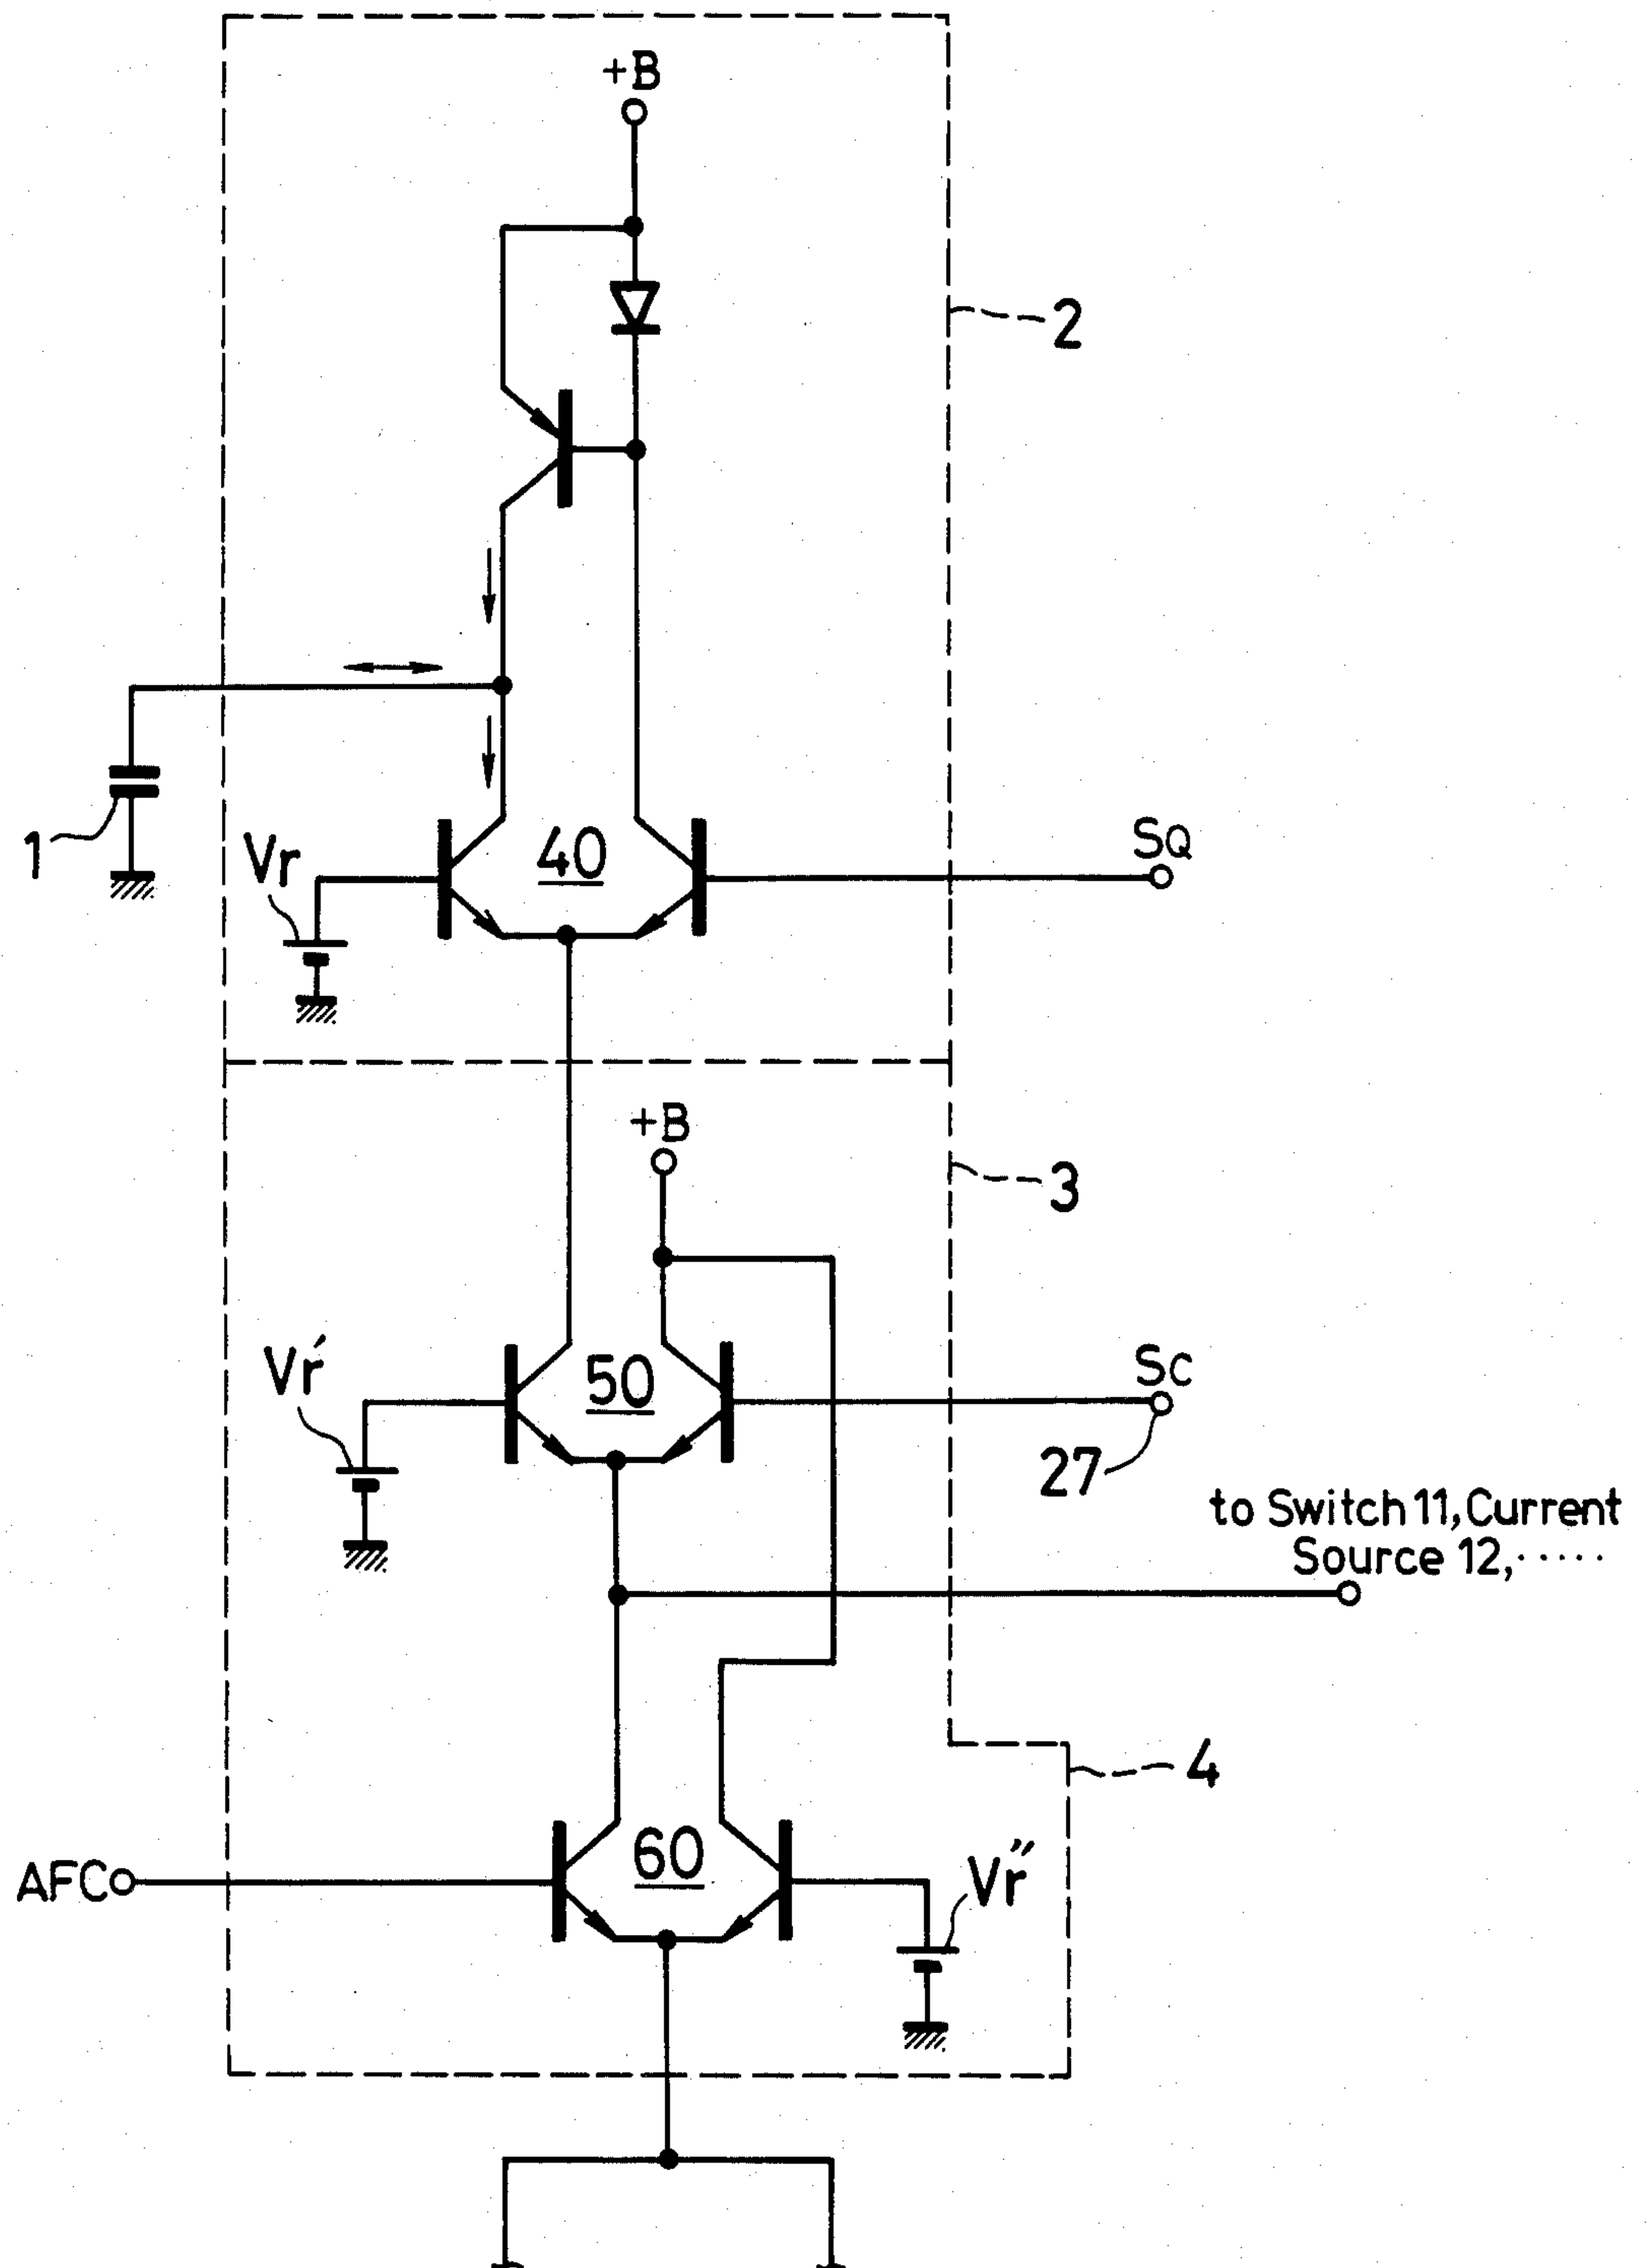 +B
2
1
Vr
40
SQ
+B
3
Vr′
50
SC
27
to Switch 11, Current
Source 12, ·····
4
AFC
60
Vr″